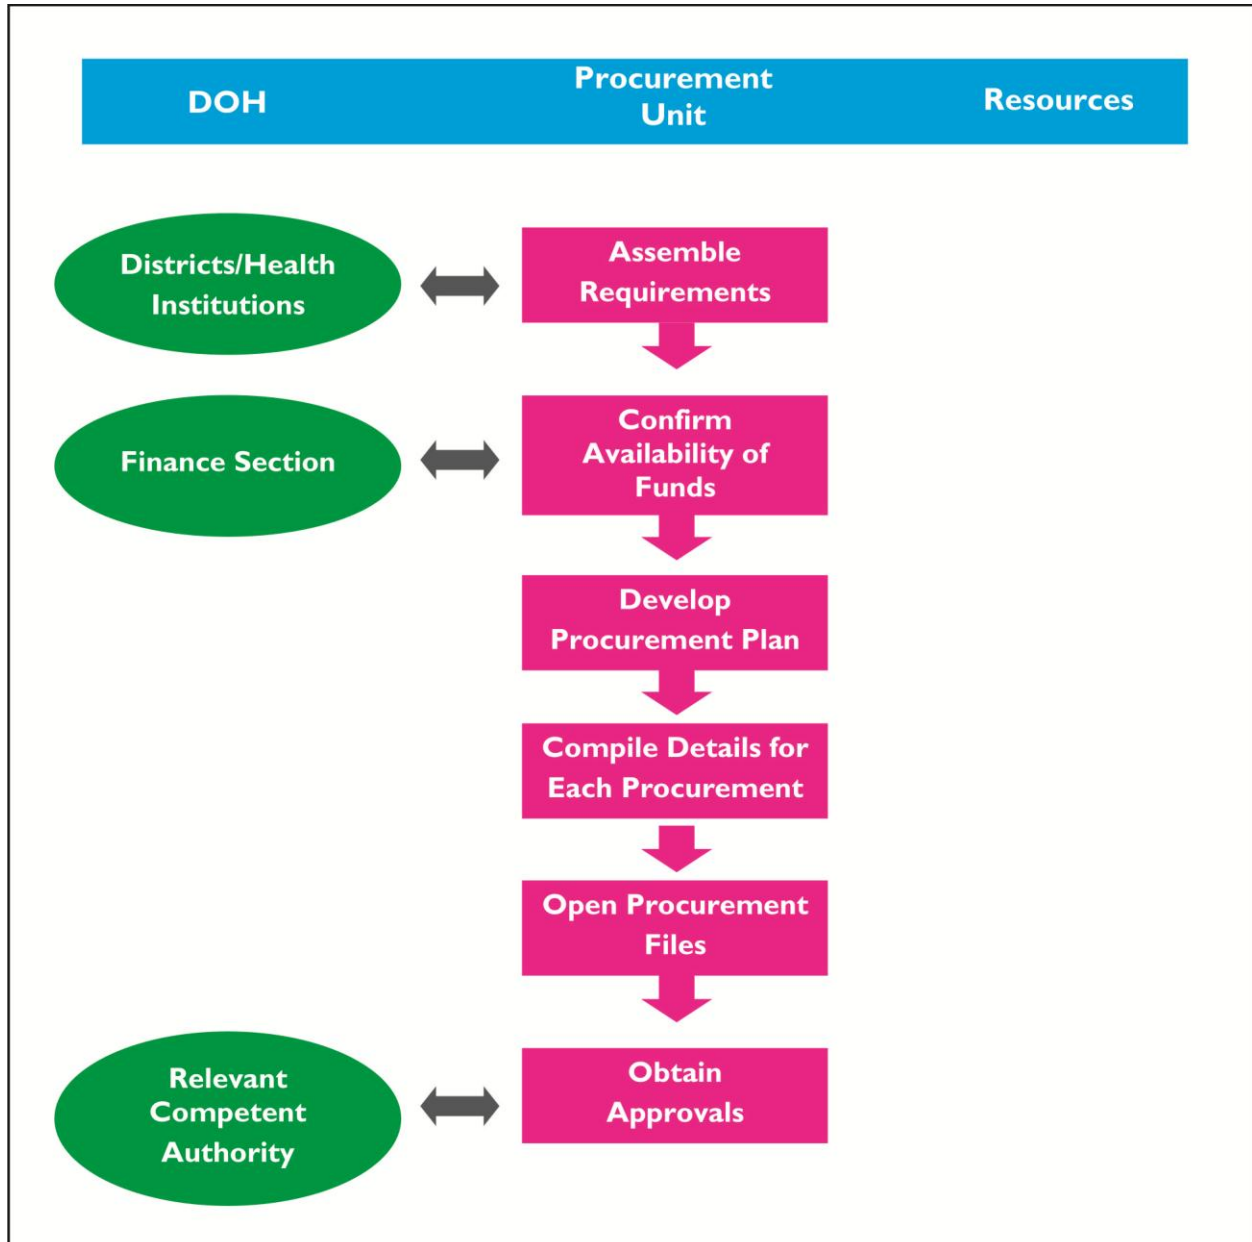 DOH
Procurement
Unit
Resources
Districts/Health
Institutions
Assemble
Requirements
Finance Section
Confirm
Availability of
Funds
Develop
Procurement Plan
Compile Details for
Each Procurement
Open Procurement
Files
Relevant
Competent
Authority
Obtain
Approvals